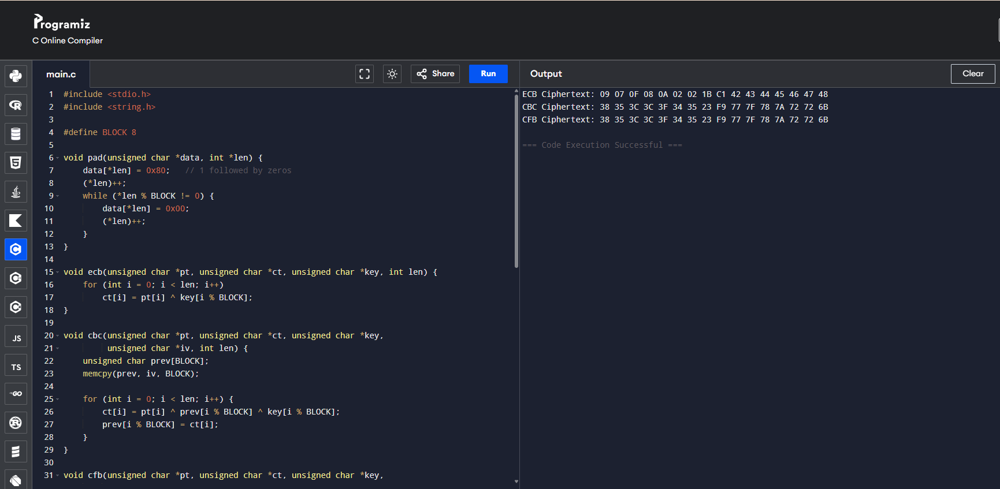 Programiz
C Online Compiler
main.c
Share
Run
Output
Clear
1 #include <stdio.h>
2 #include <string.h>
3
4 #define BLOCK 8
5
6 void pad(unsigned char *data, int *len) {
7     data[*len] = 0x80;   // 1 followed by zeros
8     (*len)++;
9     while (*len % BLOCK != 0) {
10         data[*len] = 0x00;
11         (*len)++;
12     }
13 }
14
15 void ecb(unsigned char *pt, unsigned char *ct, unsigned char *key, int len) {
16     for (int i = 0; i < len; i++)
17         ct[i] = pt[i] ^ key[i % BLOCK];
18 }
19
20 void cbc(unsigned char *pt, unsigned char *ct, unsigned char *key,
21          unsigned char *iv, int len) {
22     unsigned char prev[BLOCK];
23     memcpy(prev, iv, BLOCK);
24
25     for (int i = 0; i < len; i++) {
26         ct[i] = pt[i] ^ prev[i % BLOCK] ^ key[i % BLOCK];
27         prev[i % BLOCK] = ct[i];
28     }
29 }
30
31 void cfb(unsigned char *pt, unsigned char *ct, unsigned char *key,
ECB Ciphertext: 09 07 0F 08 0A 02 02 1B C1 42 43 44 45 46 47 48
CBC Ciphertext: 38 35 3C 3C 3F 34 35 23 F9 77 7F 78 7A 72 72 6B
CFB Ciphertext: 38 35 3C 3C 3F 34 35 23 F9 77 7F 78 7A 72 72 6B
=== Code Execution Successful ===
JS
TS
GO